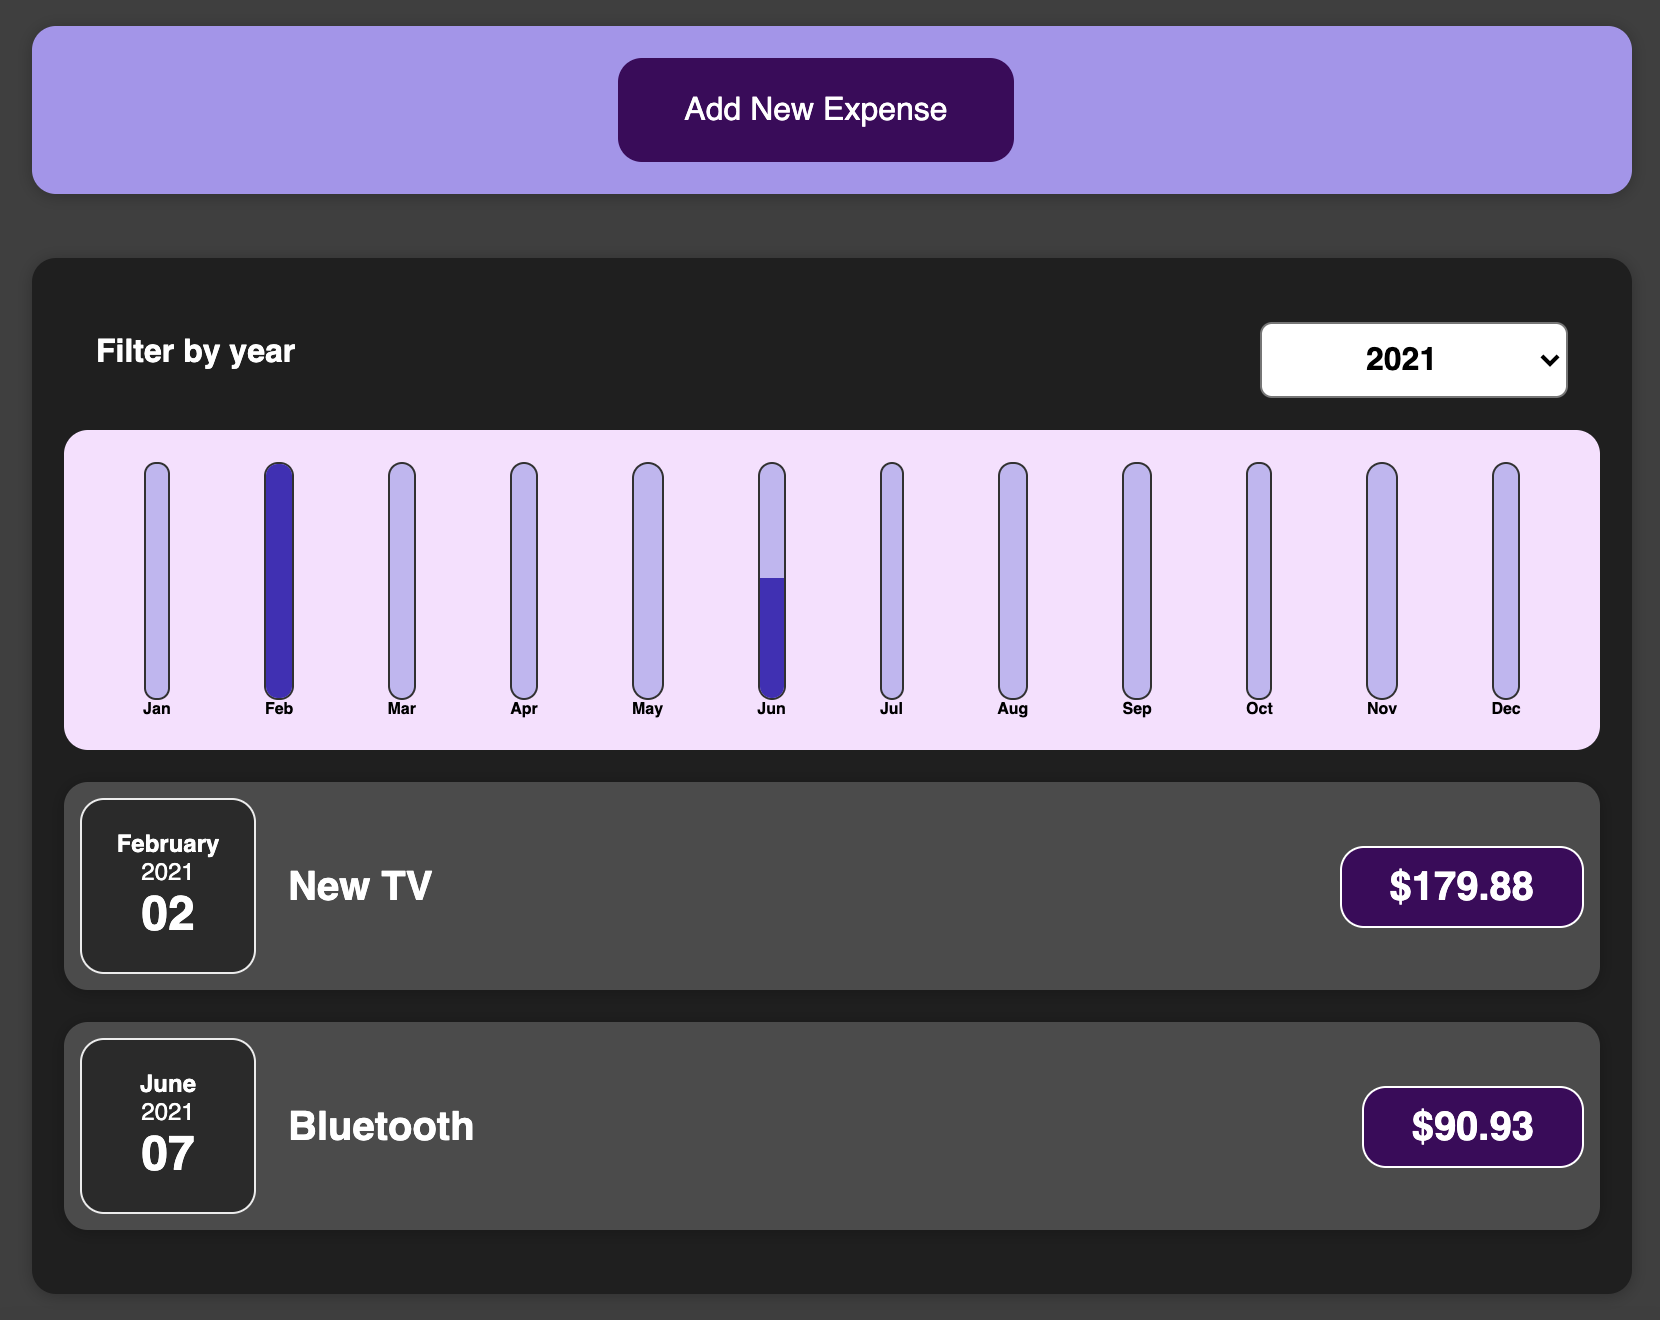 Add New Expense
Filter by year
2021
Jan Feb Mar Apr May Jun Jul Aug Sep Oct Nov Dec
February
2021
02
New TV
$179.88
June
2021
07
Bluetooth
$90.93